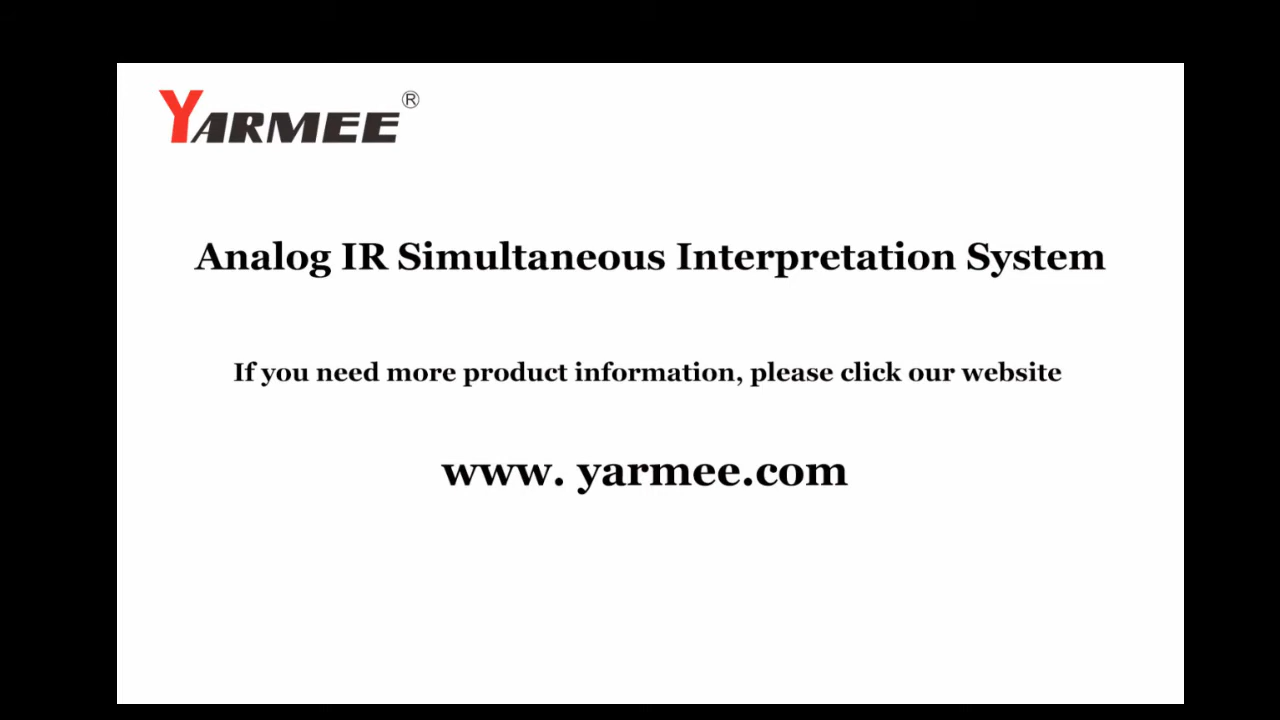 YARMEE®
Analog IR Simultaneous Interpretation System
If you need more product information, please click our website
www. yarmee.com